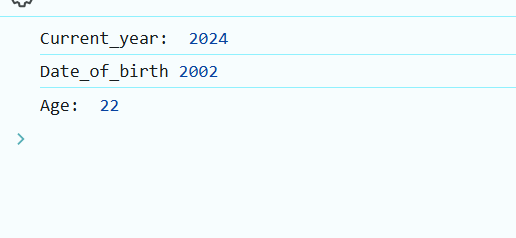 Current_year:  2024
Date_of_birth 2002
Age:  22